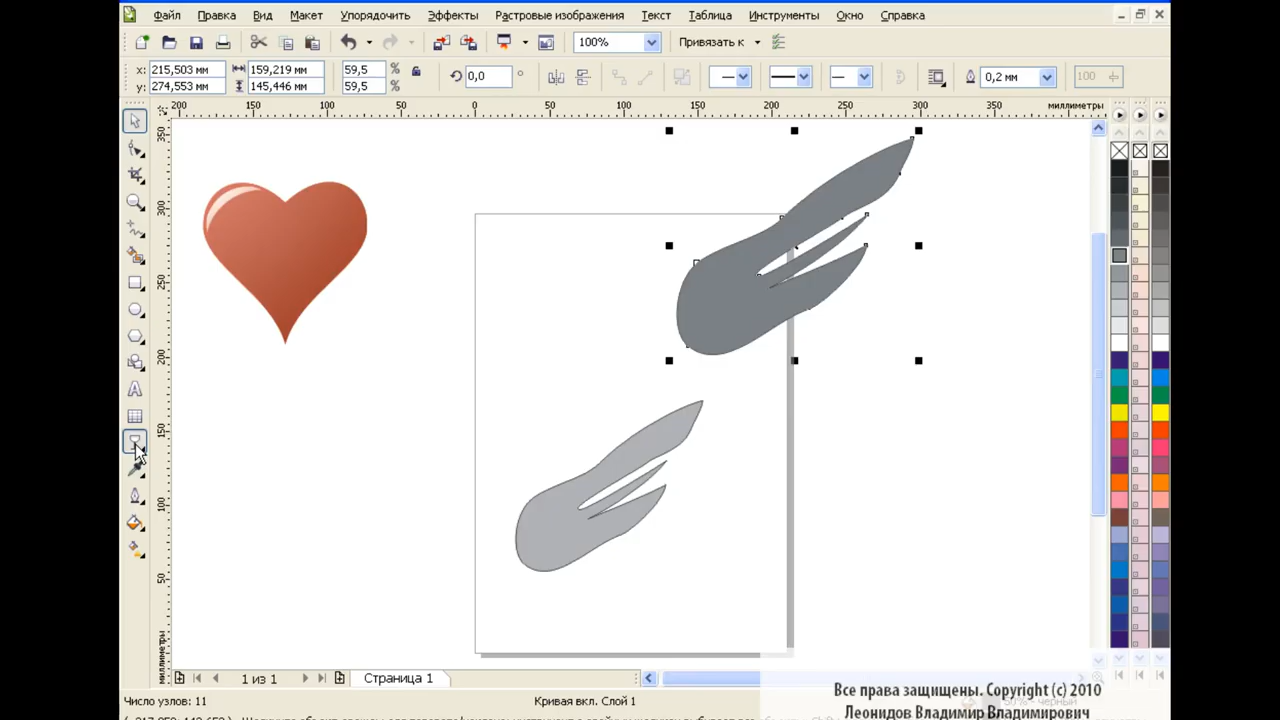 Файл Правка Вид Макет Упорядочить Эффекты Растровые изображения Текст Таблица Инструменты Окно Справка
100% Привязать к
x: 215,503 мм 159,219 мм 59,5 % 0,0 ° 0,2 мм 100
y: 274,553 мм 145,446 мм 59,5 %
200 150 100 50 0 50 100 150 200 250 300 350 миллиметры
350
300
250
200
150
100
50
миллиметры
1 из 1 Страница 1
Число узлов: 11 Кривая вкл. Слой 1
Все права защищены. Copyright (c) 2010
Леонидов Владимир Владимирович